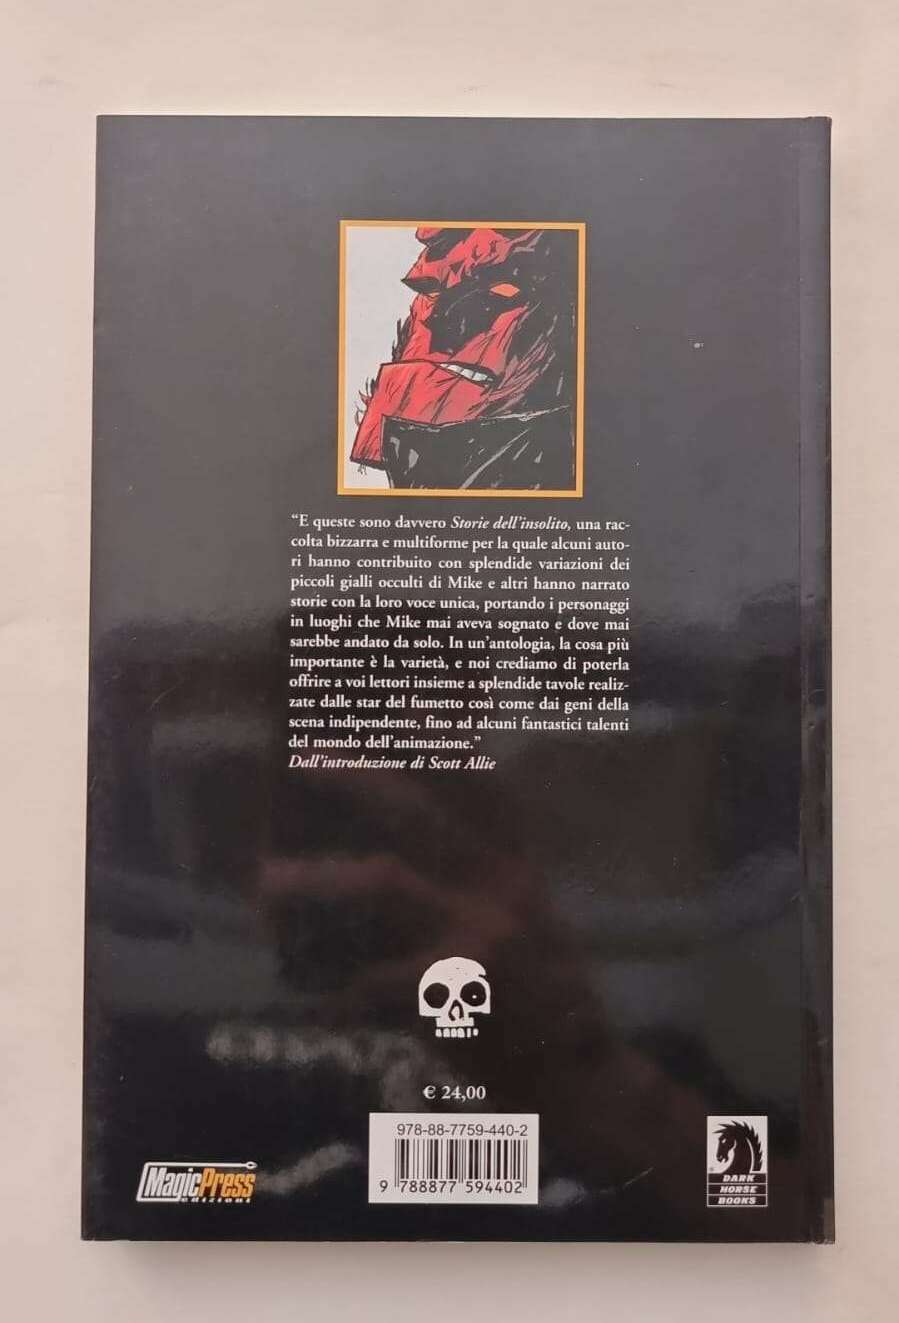 “E queste sono davvero Storie dell’insolito, una rac-
colta bizzarra e multiforme per la quale alcuni auto-
ri hanno contribuito con splendide variazioni dei
piccoli gialli occulti di Mike e altri hanno narrato
storie con la loro voce unica, portando i personaggi
in luoghi che Mike mai aveva sognato e dove mai
sarebbe andato da solo. In un’antologia, la cosa più
importante è la varietà, e noi crediamo di poterla
offrire a voi lettori insieme a splendide tavole realiz-
zate dalle star del fumetto così come dai geni della
scena indipendente, fino ad alcuni fantastici talenti
del mondo dell’animazione.”
Dall’introduzione di Scott Allie
€ 24,00
978-88-7759-440-2
9 788877 594402
MagicPress
EDIZIONI
DARK
HORSE
BOOKS